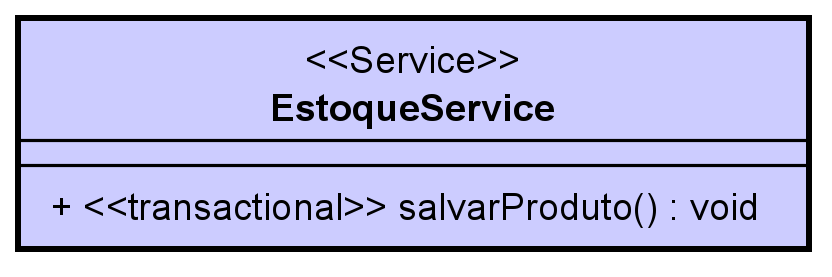 <<Service>>
EstoqueService
+ <<transactional>> salvarProduto() : void